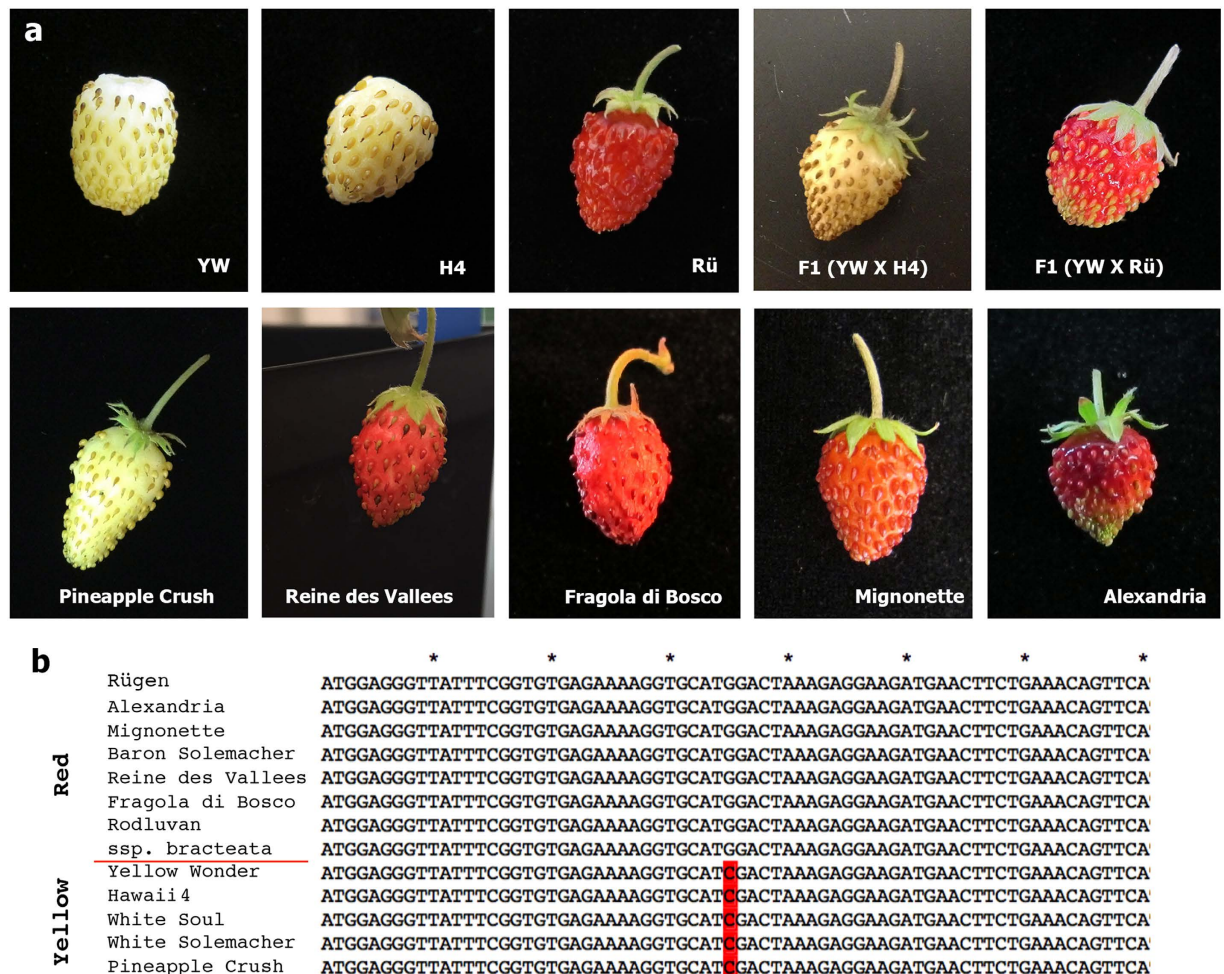 a
YW
H4
Rü
F1 (YW X H4)
F1 (YW X Rü)
Pineapple Crush
Reine des Vallees
Fragola di Bosco
Mignonette
Alexandria
b
* * * * * * *
Red
Rügen ATGGAGGGTTATTTCGGTGTGAGAAAAGGTGCATGGACTAAAGAGGAAGATGAACTTCTGAAACAGTTCA
Alexandria ATGGAGGGTTATTTCGGTGTGAGAAAAGGTGCATGGACTAAAGAGGAAGATGAACTTCTGAAACAGTTCA
Mignonette ATGGAGGGTTATTTCGGTGTGAGAAAAGGTGCATGGACTAAAGAGGAAGATGAACTTCTGAAACAGTTCA
Baron Solemacher ATGGAGGGTTATTTCGGTGTGAGAAAAGGTGCATGGACTAAAGAGGAAGATGAACTTCTGAAACAGTTCA
Reine des Vallees ATGGAGGGTTATTTCGGTGTGAGAAAAGGTGCATGGACTAAAGAGGAAGATGAACTTCTGAAACAGTTCA
Fragola di Bosco ATGGAGGGTTATTTCGGTGTGAGAAAAGGTGCATGGACTAAAGAGGAAGATGAACTTCTGAAACAGTTCA
Rodluvan ATGGAGGGTTATTTCGGTGTGAGAAAAGGTGCATGGACTAAAGAGGAAGATGAACTTCTGAAACAGTTCA
ssp. bracteata ATGGAGGGTTATTTCGGTGTGAGAAAAGGTGCATGGACTAAAGAGGAAGATGAACTTCTGAAACAGTTCA
Yellow
Yellow Wonder ATGGAGGGTTATTTCGGTGTGAGAAAAGGTGCATCGACTAAAGAGGAAGATGAACTTCTGAAACAGTTCA
Hawaii4 ATGGAGGGTTATTTCGGTGTGAGAAAAGGTGCATCGACTAAAGAGGAAGATGAACTTCTGAAACAGTTCA
White Soul ATGGAGGGTTATTTCGGTGTGAGAAAAGGTGCATCGACTAAAGAGGAAGATGAACTTCTGAAACAGTTCA
White Solemacher ATGGAGGGTTATTTCGGTGTGAGAAAAGGTGCATCGACTAAAGAGGAAGATGAACTTCTGAAACAGTTCA
Pineapple Crush ATGGAGGGTTATTTCGGTGTGAGAAAAGGTGCATCGACTAAAGAGGAAGATGAACTTCTGAAACAGTTCA